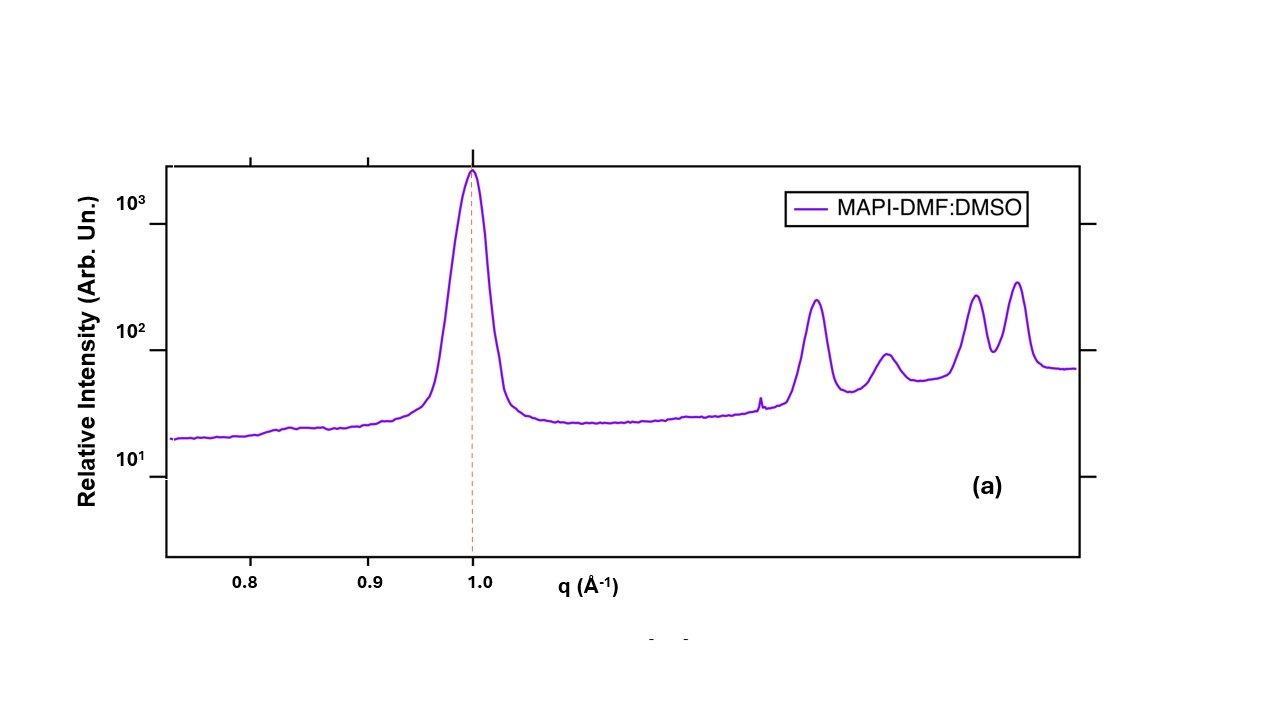 MAPI-DMF:DMSO
Relative Intensity (Arb. Un.)
10³
10²
10¹
(a)
0.8 0.9 1.0 q (Å⁻¹)